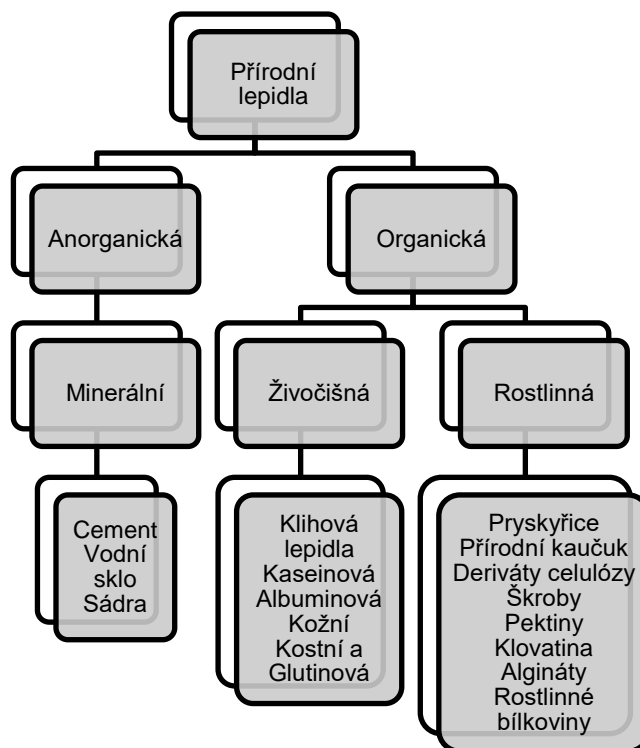 Přírodní
lepidla
Anorganická
Organická
Minerální
Živočišná
Rostlinná
Cement
Vodní
sklo
Sádra
Klihová
lepidla
Kaseinová
Albuminová
Kožní
Kostní a
Glutinová
Pryskyřice
Přírodní kaučuk
Deriváty celulózy
Škroby
Pektiny
Klovatina
Algináty
Rostlinné
bílkoviny